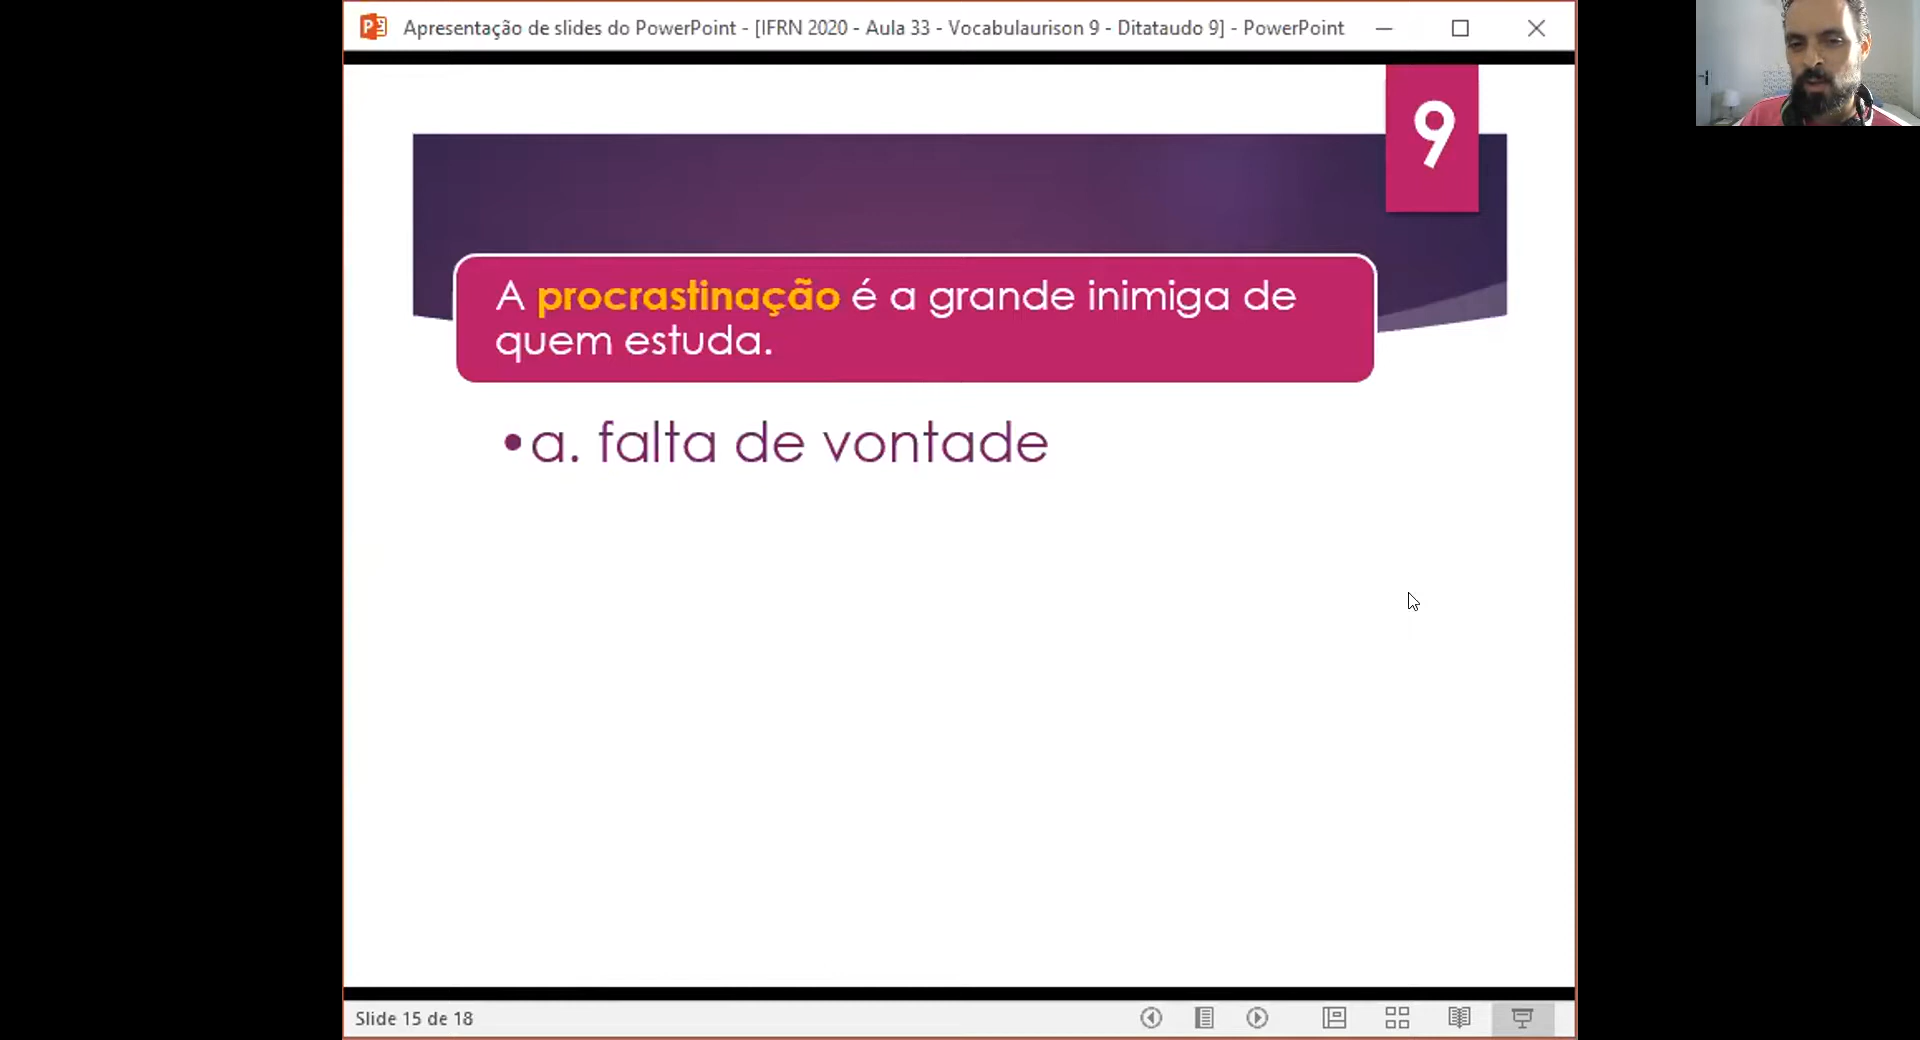 Apresentação de slides do PowerPoint - [IFRN 2020 - Aula 33 - Vocabulaurison 9 - Ditataudo 9] - PowerPoint
9
A procrastinação é a grande inimiga de
quem estuda.
•a. falta de vontade
Slide 15 de 18